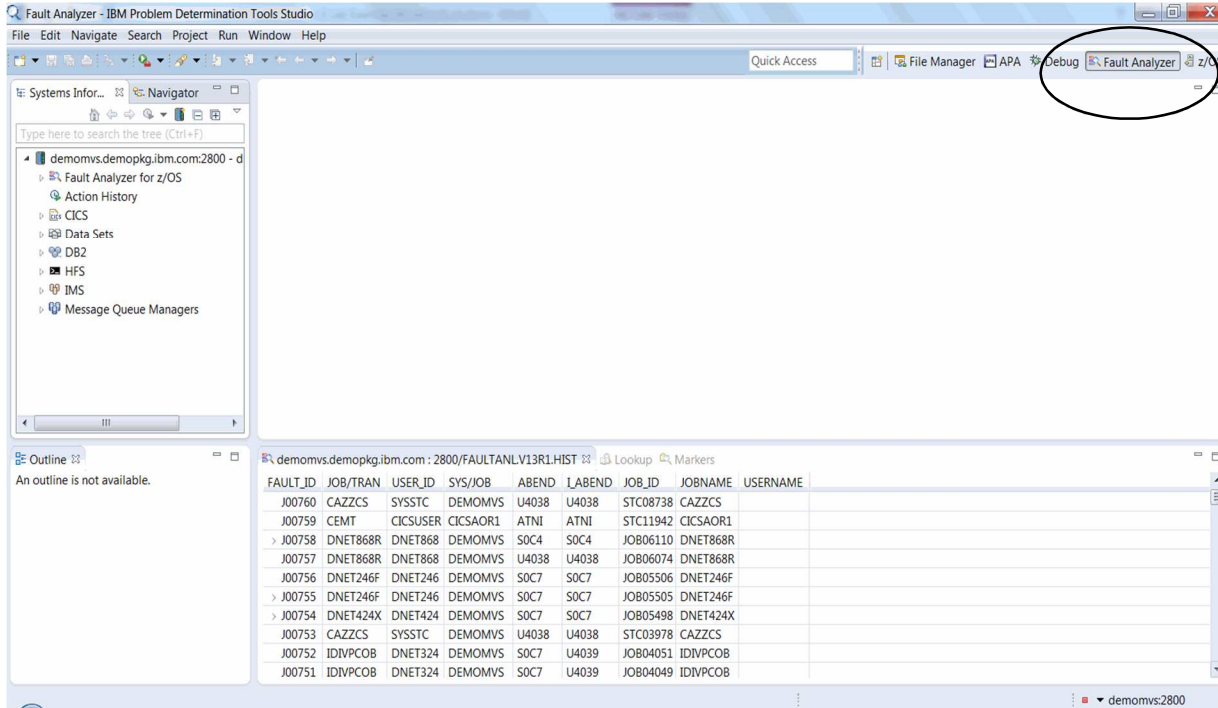 Fault Analyzer - IBM Problem Determination Tools Studio
File Edit Navigate Search Project Run Window Help
Quick Access
File Manager APA Debug Fault Analyzer z/O
Systems Infor... Navigator
Type here to search the tree (Ctrl+F)
demomvs.demopkg.ibm.com:2800 - d
Fault Analyzer for z/OS
Action History
CICS
Data Sets
DB2
HFS
IMS
Message Queue Managers
Outline
An outline is not available.
demomvs.demopkg.ibm.com : 2800/FAULTANL.V13R1.HIST Lookup Markers
FAULT_ID JOB/TRAN USER_ID SYS/JOB ABEND I_ABEND JOB_ID JOBNAME USERNAME
J00760 CAZZCS SYSSTC DEMOMVS U4038 U4038 STC08738 CAZZCS
J00759 CEMT CICSUSER CICSAOR1 ATNI ATNI STC11942 CICSAOR1
J00758 DNET868R DNET868 DEMOMVS S0C4 S0C4 JOB06110 DNET868R
J00757 DNET868R DNET868 DEMOMVS U4038 U4038 JOB06074 DNET868R
J00756 DNET246F DNET246 DEMOMVS S0C7 S0C7 JOB05506 DNET246F
J00755 DNET246F DNET246 DEMOMVS S0C7 S0C7 JOB05505 DNET246F
J00754 DNET424X DNET424 DEMOMVS S0C7 S0C7 JOB05498 DNET424X
J00753 CAZZCS SYSSTC DEMOMVS U4038 U4038 STC03978 CAZZCS
J00752 IDIVPCOB DNET324 DEMOMVS S0C7 U4039 JOB04051 IDIVPCOB
J00751 IDIVPCOB DNET324 DEMOMVS S0C7 U4039 JOB04049 IDIVPCOB
demomvs:2800